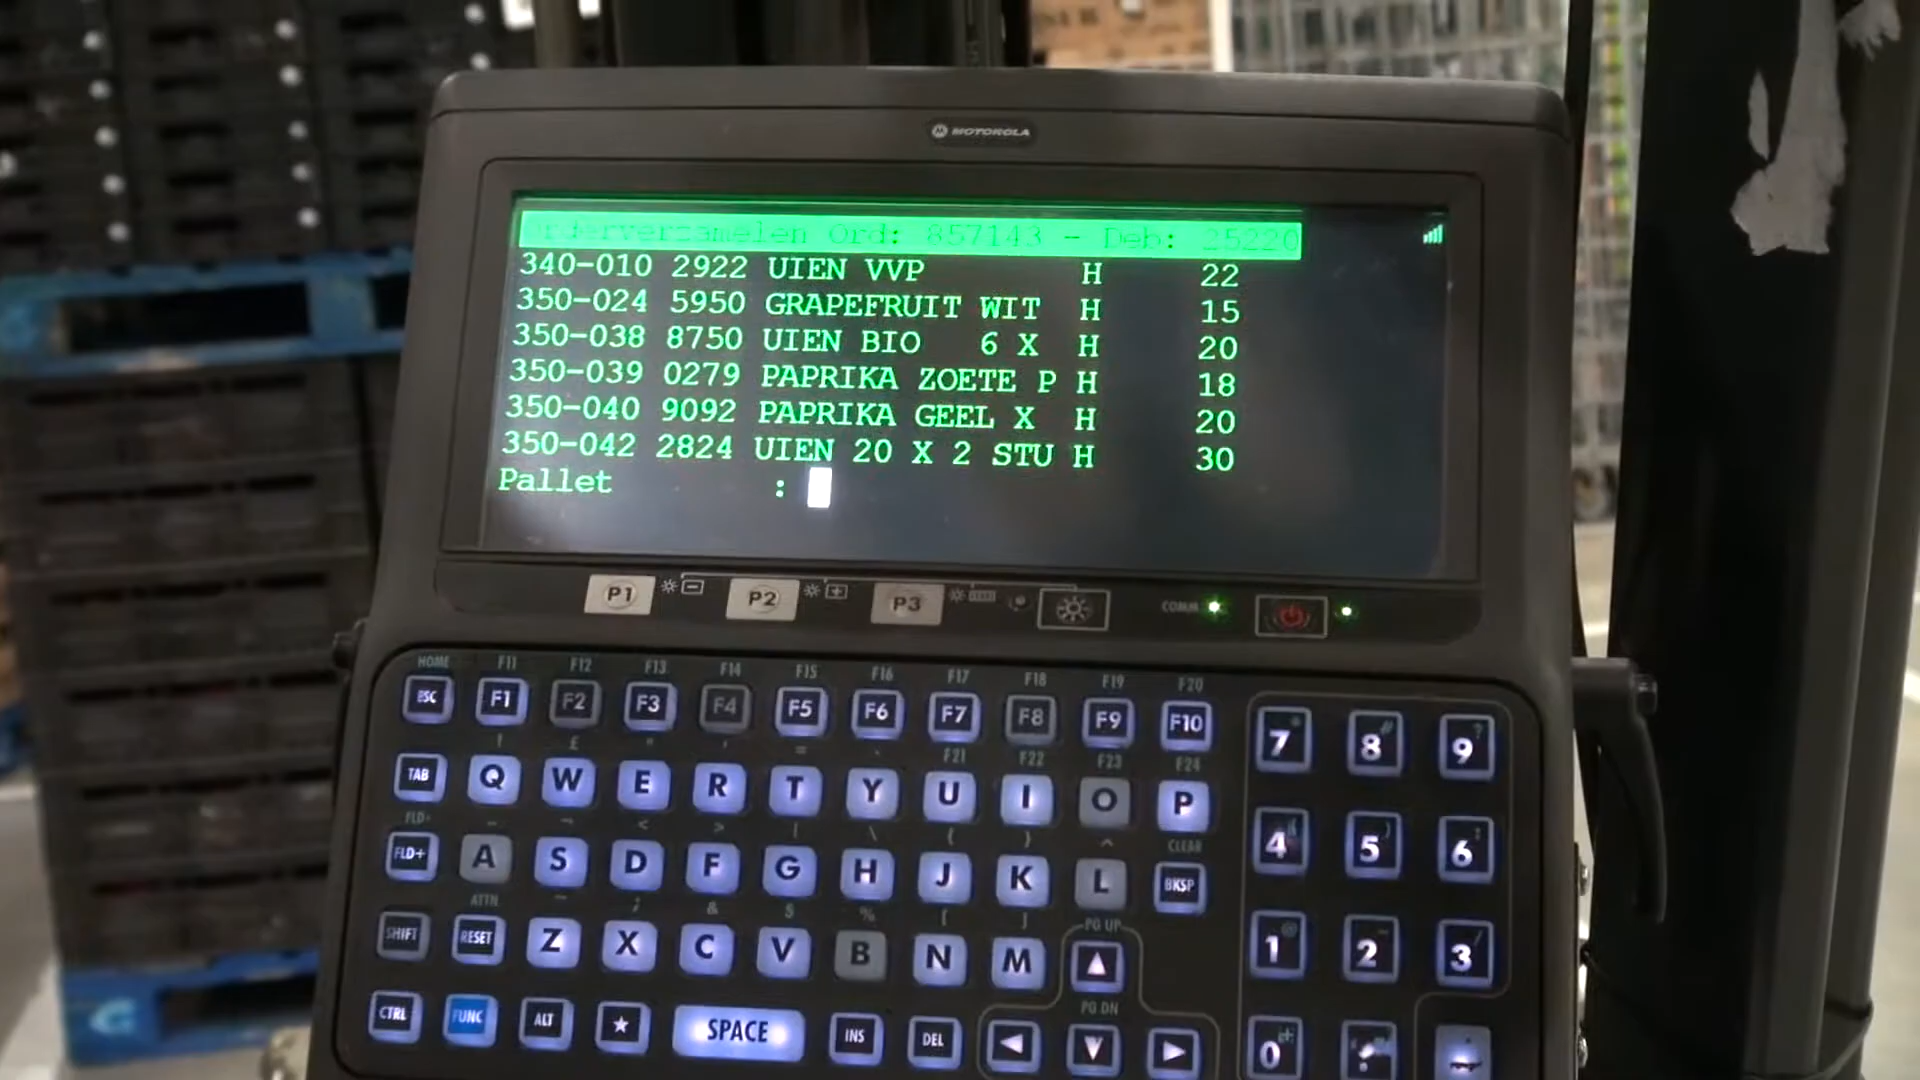 MOTOROLA
Orderverzamelen Ord: 857143 - Deb: 25220
340-010 2922 UIEN VVP H 22
350-024 5950 GRAPEFRUIT WIT H 15
350-038 8750 UIEN BIO 6 X H 20
350-039 0279 PAPRIKA ZOETE P H 18
350-040 9092 PAPRIKA GEEL X H 20
350-042 2824 UIEN 20 X 2 STU H 30
Pallet :
P1 P2 P3 COMM
HOME F11 F12 F13 F14 F15 F16 F17 F18 F19 F20
ESC F1 F2 F3 F4 F5 F6 F7 F8 F9 F10
7 8 9
F21 F22 F23 F24
TAB Q W E R T Y U I O P
4 5 6
FLD- CLEAR
FLD+ A S D F G H J K L BKSP
ATTN PG UP
SHIFT RESET Z X C V B N M
1 2 3
PG DN
CTRL FUNC ALT ★ SPACE INS DEL
0